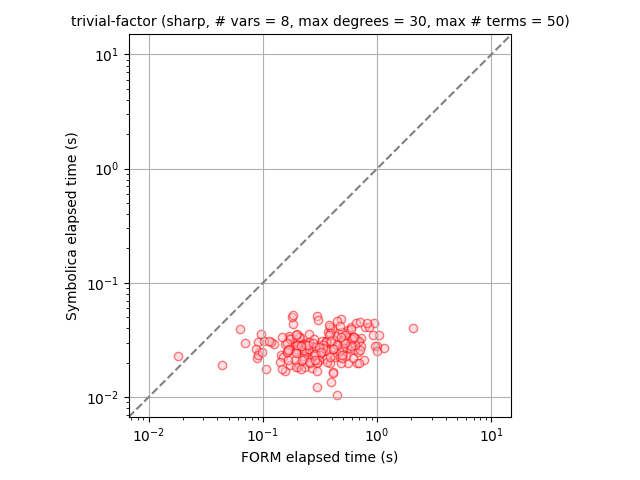 trivial-factor (sharp, # vars = 8, max degrees = 30, max # terms = 50)
Symbolica elapsed time (s)
10^1
10^0
10^-1
10^-2
10^-2 10^-1 10^0 10^1
FORM elapsed time (s)